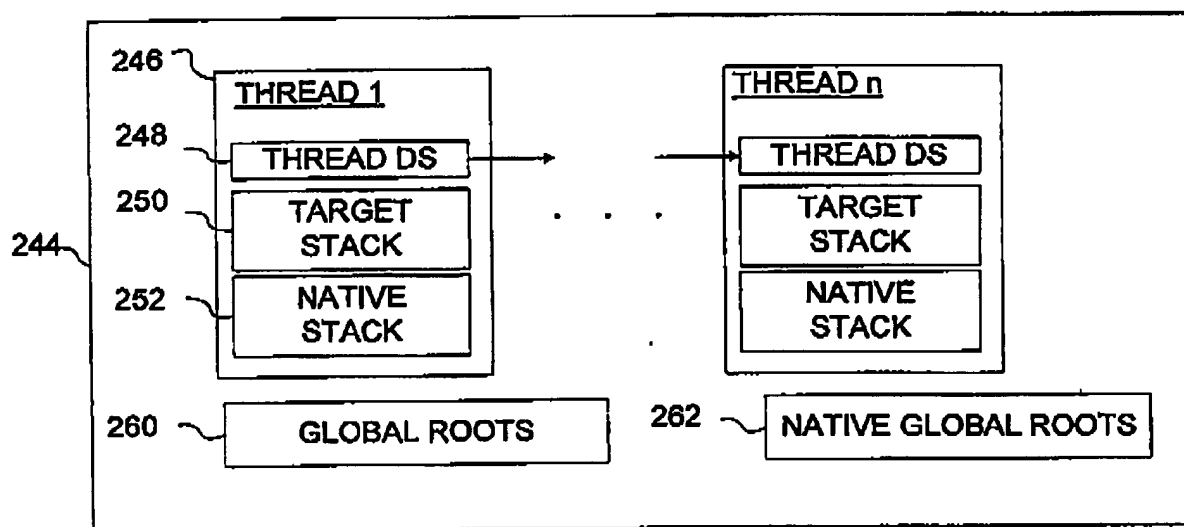 246
THREAD 1
THREAD n
248
THREAD DS
THREAD DS
250
TARGET
STACK
TARGET
STACK
244
252
NATIVE
STACK
NATIVE
STACK
260
GLOBAL ROOTS
262
NATIVE GLOBAL ROOTS